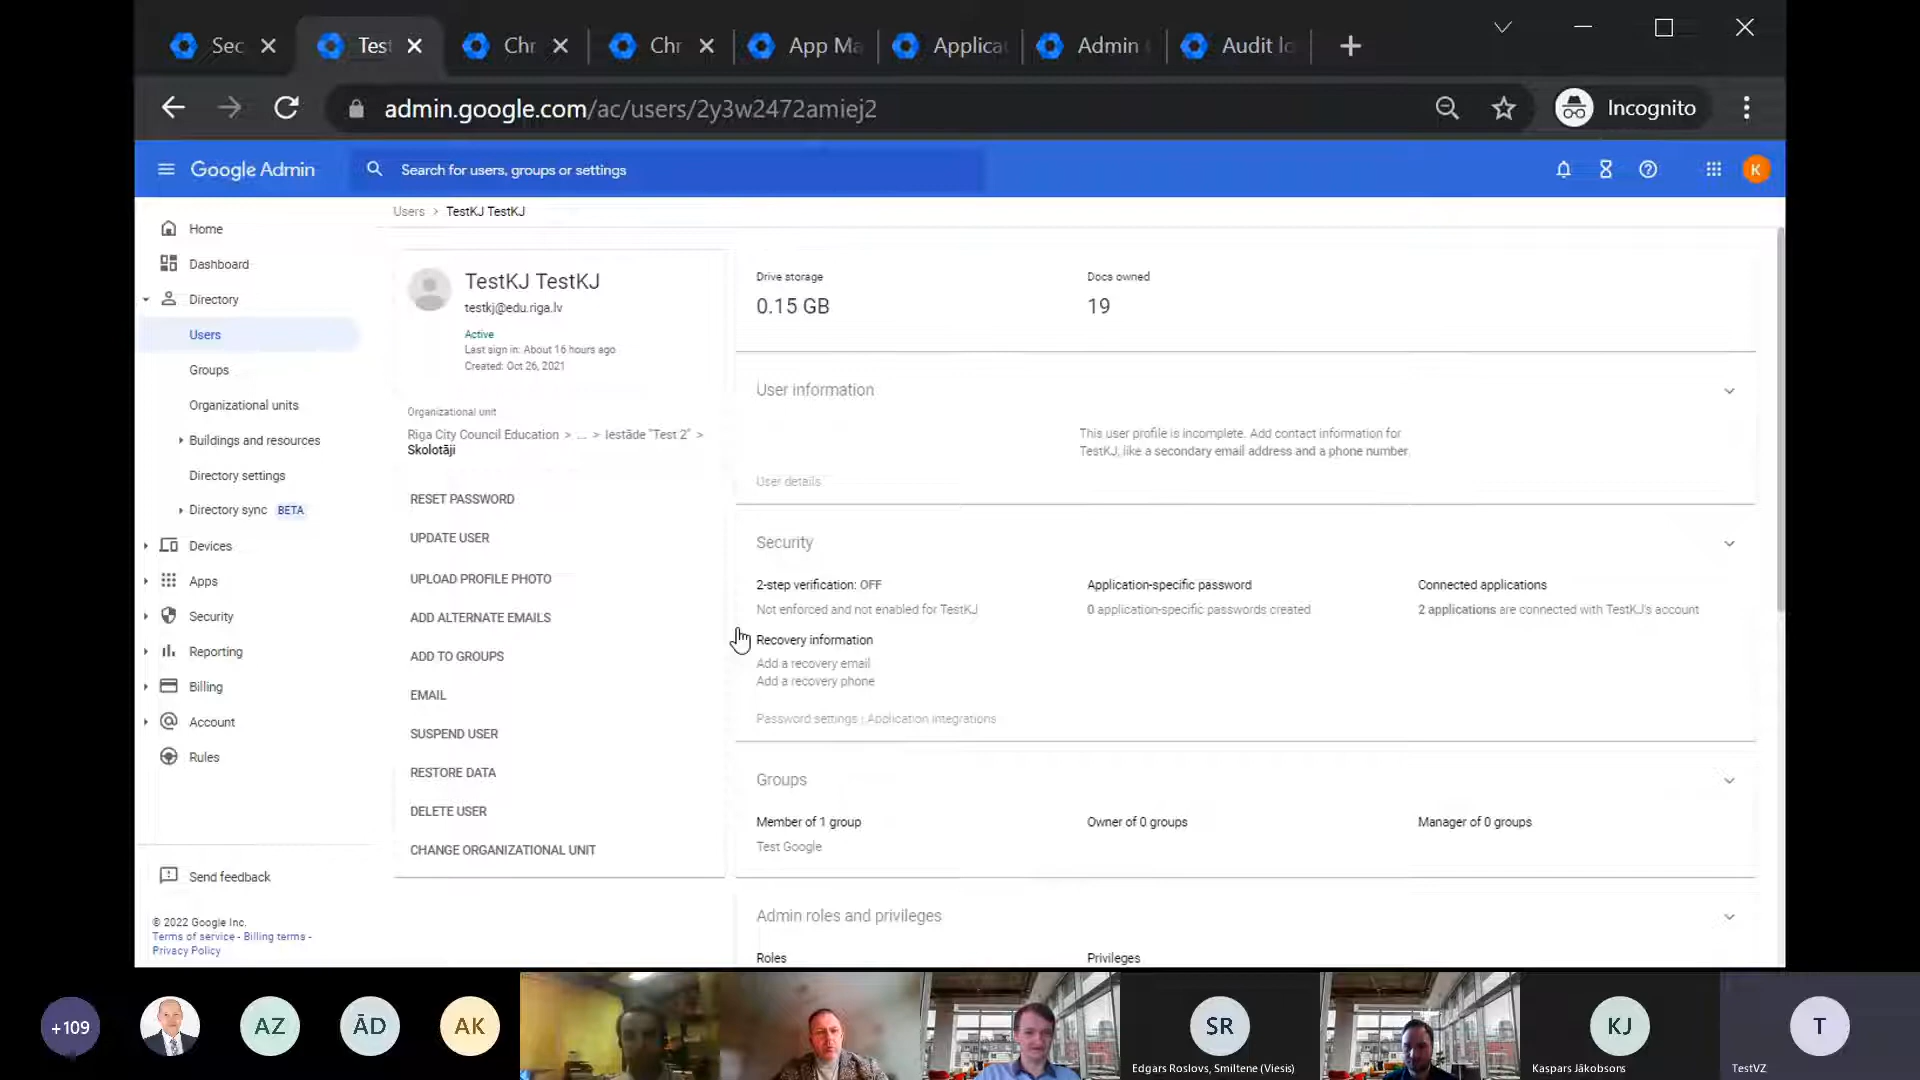 Sec
Tes
Chr
Chr
App Ma
Applica
Admin
Audit lo
admin.google.com/ac/users/2y3w2472amiej2
Incognito
Google Admin
Search for users, groups or settings
K
Users > TestKJ TestKJ
Home
Dashboard
Directory
Users
Groups
Organizational units
Buildings and resources
Directory settings
Directory sync BETA
Devices
Apps
Security
Reporting
Billing
Account
Rules
Send feedback
© 2022 Google Inc.
Terms of service - Billing terms -
Privacy Policy
TestKJ TestKJ
testkj@edu.riga.lv
Active
Last sign in: About 16 hours ago
Created: Oct 26, 2021
Organizational unit
Riga City Council Education > ... > Iestāde "Test 2" >
Skolotāji
RESET PASSWORD
UPDATE USER
UPLOAD PROFILE PHOTO
ADD ALTERNATE EMAILS
ADD TO GROUPS
EMAIL
SUSPEND USER
RESTORE DATA
DELETE USER
CHANGE ORGANIZATIONAL UNIT
Drive storage
0.15 GB
Docs owned
19
User information
This user profile is incomplete. Add contact information for
TestKJ, like a secondary email address and a phone number.
User details
Security
2-step verification: OFF
Not enforced and not enabled for TestKJ
Application-specific password
0 application-specific passwords created
Connected applications
2 applications are connected with TestKJ's account
Recovery information
Add a recovery email
Add a recovery phone
Password settings | Application integrations
Groups
Member of 1 group
Test Google
Owner of 0 groups
Manager of 0 groups
Admin roles and privileges
Roles
Privileges
+109
AZ
ĀD
AK
SR
Edgars Roslovs, Smiltene (Viesis)
KJ
Kaspars Jākobsons
T
TestVZ